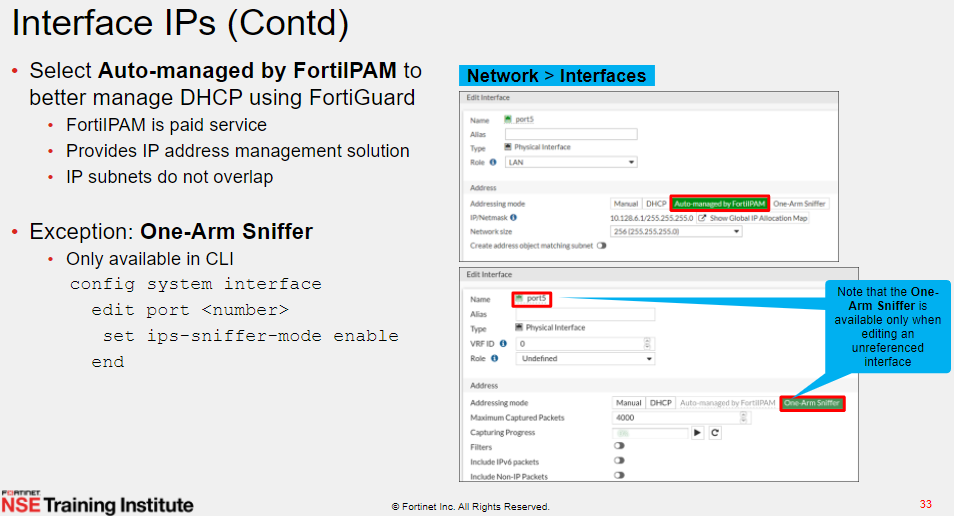 Interface IPs (Contd)
• Select Auto-managed by FortiIPAM to
better manage DHCP using FortiGuard
• FortiIPAM is paid service
• Provides IP address management solution
• IP subnets do not overlap
• Exception: One-Arm Sniffer
• Only available in CLI
config system interface
edit port <number>
set ips-sniffer-mode enable
end
Network > Interfaces
Edit Interface
Name port5
Alias
Type Physical Interface
Role LAN
Address
Addressing mode Manual DHCP Auto-managed by FortiIPAM One-Arm Sniffer
IP/Netmask 10.128.6.1/255.255.255.0 Show Global IP Allocation Map
Network size 256 (255.255.255.0)
Create address object matching subnet
Edit Interface
Name port5
Alias
Type Physical Interface
VRF ID 0
Role Undefined
Address
Addressing mode Manual DHCP Auto-managed by FortiIPAM One-Arm Sniffer
Maximum Captured Packets 4000
Capturing Progress
Filters
Include IPv6 packets
Include Non-IP Packets
Note that the One-
Arm Sniffer is
available only when
editing an
unreferenced
interface
FORTINET
NSE Training Institute
© Fortinet Inc. All Rights Reserved.
33